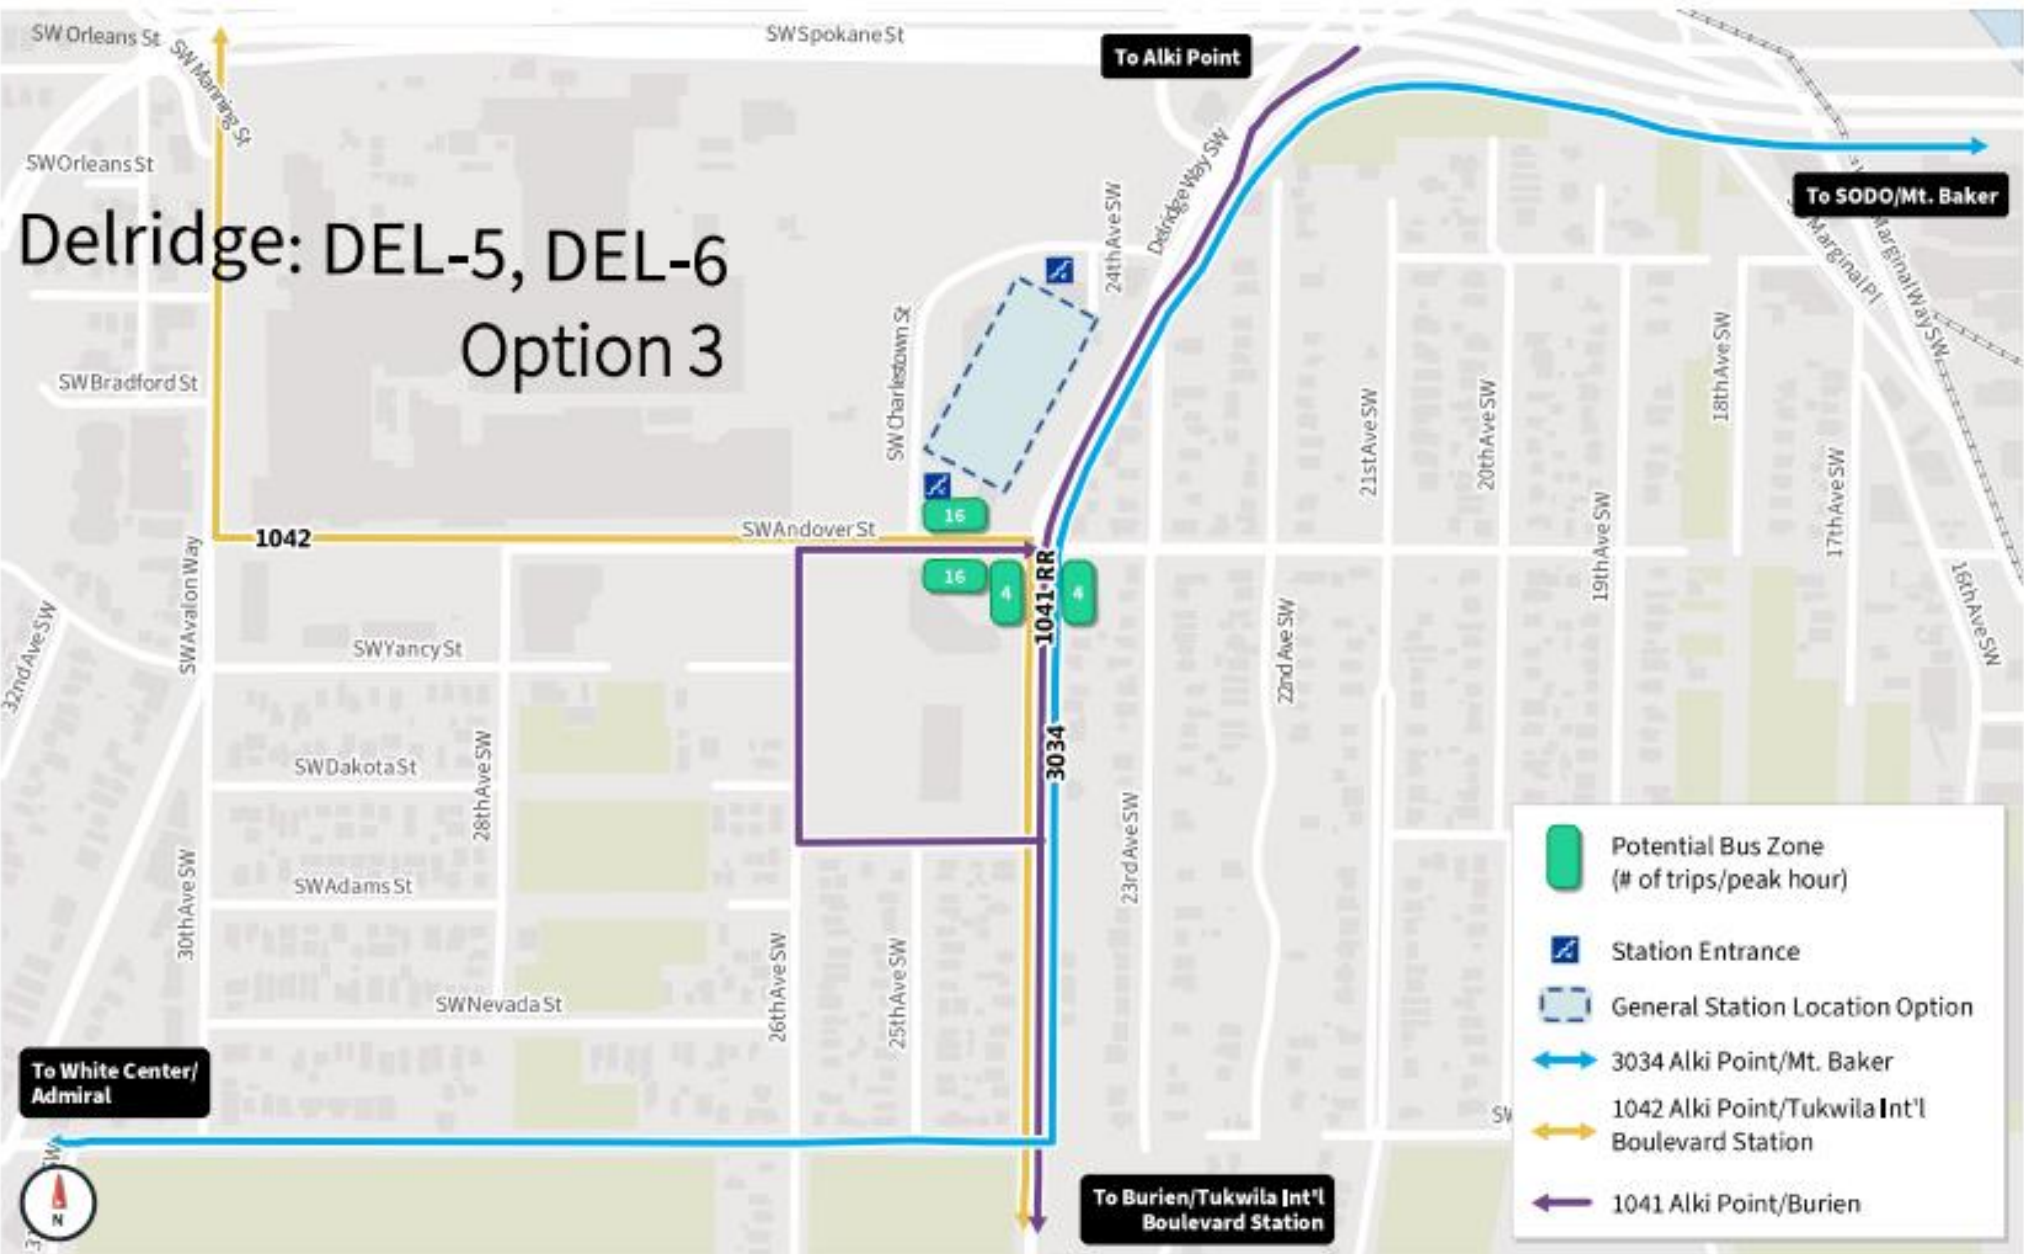 SW Orleans St
SW Manning St
SW Spokane St
To Alki Point
SW Orleans St
Delridge Way SW
To SODO/Mt. Baker
24th Ave SW
Marginal Pl
Marginal Way SW
Delridge: DEL-5, DEL-6
Option 3
SW Charlestown St
SW Bradford St
18th Ave SW
21st Ave SW
20th Ave SW
17th Ave SW
19th Ave SW
16th Ave SW
16
1042
SW Andover St
16
4
1041-RR
4
SW Avalon Way
32nd Ave SW
SW Yancy St
22nd Ave SW
3034
SW Dakota St
28th Ave SW
23rd Ave SW
SW Adams St
30th Ave SW
26th Ave SW
25th Ave SW
SW Nevada St
To White Center/
Admiral
SW
N
To Burien/Tukwila Int'l
Boulevard Station
Potential Bus Zone
(# of trips/peak hour)
Station Entrance
General Station Location Option
3034 Alki Point/Mt. Baker
1042 Alki Point/Tukwila Int'l
Boulevard Station
1041 Alki Point/Burien